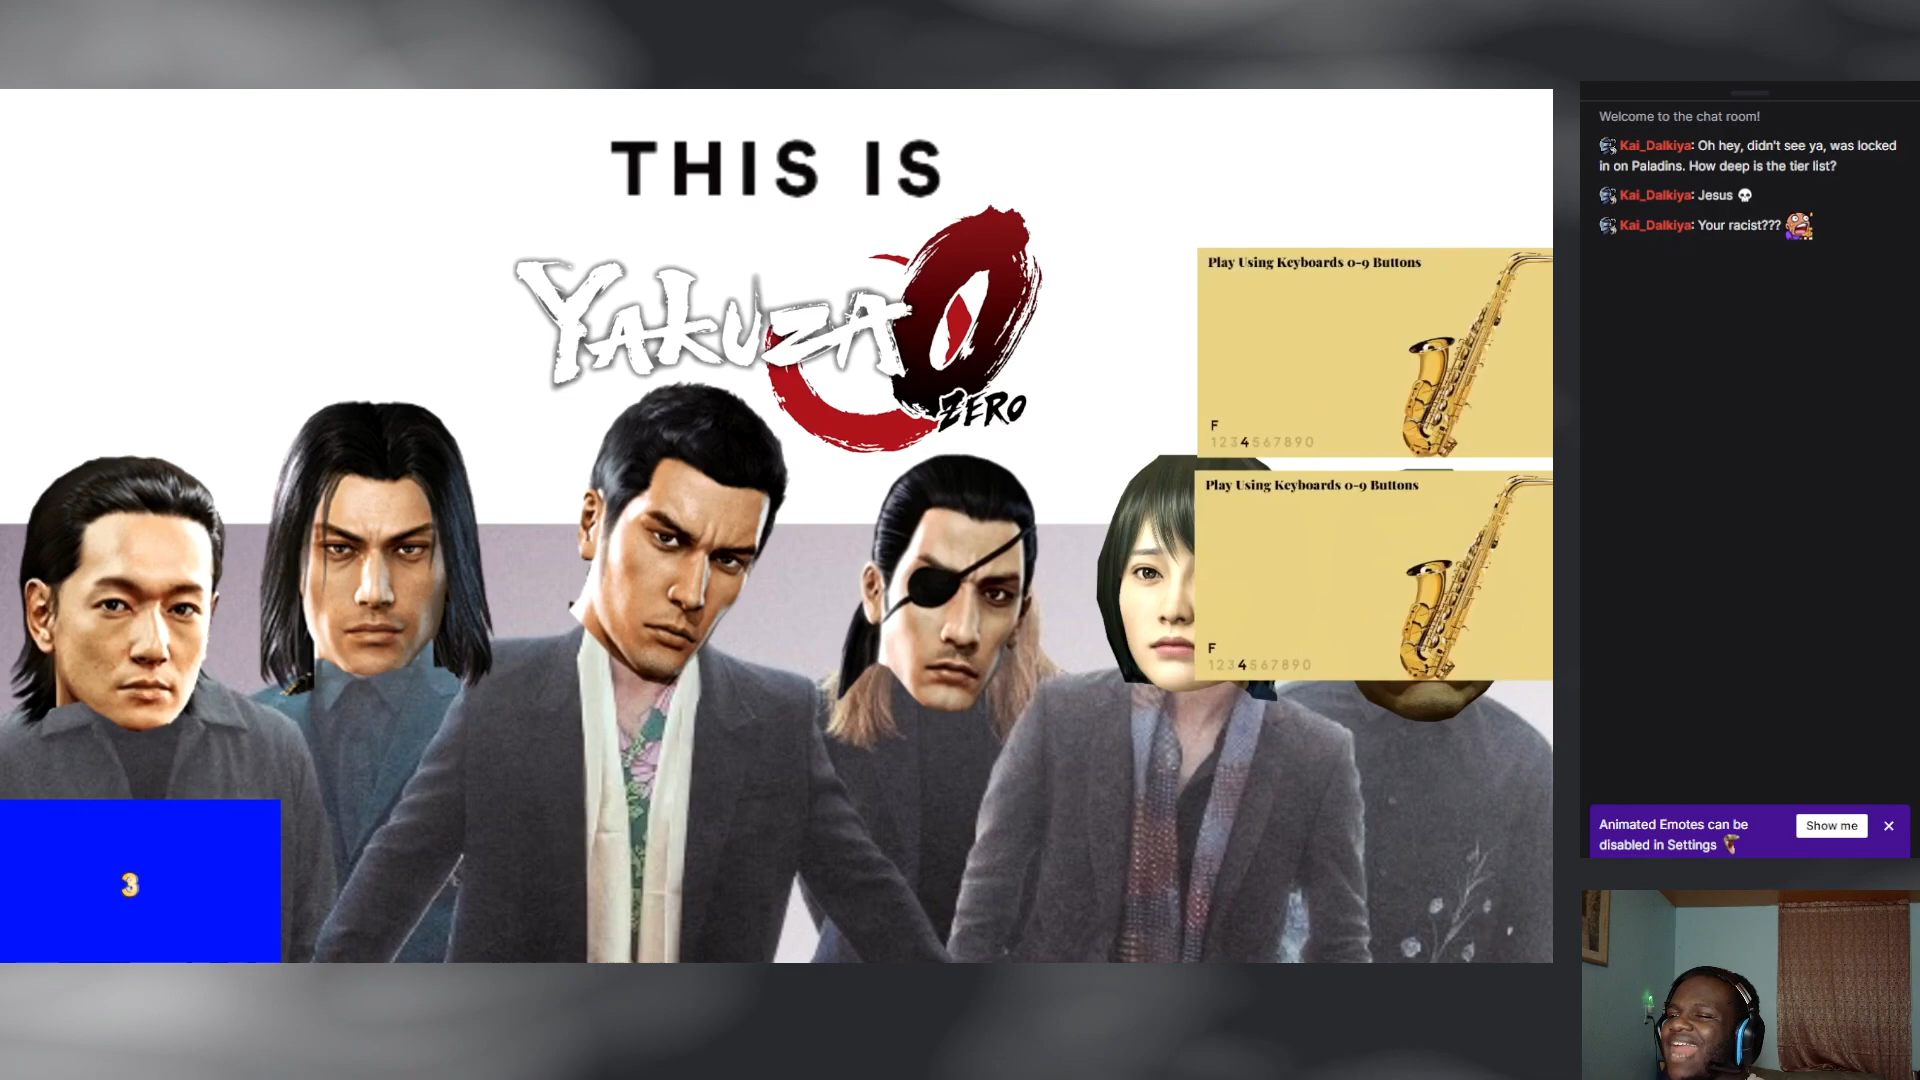 THIS IS
YAKUZA 0
ZERO
Play Using Keyboards 0-9 Buttons
F
1234567890
Play Using Keyboards 0-9 Buttons
F
1234567890
3
Welcome to the chat room!
Kai_Dalkiya: Oh hey, didn't see ya, was locked
in on Paladins. How deep is the tier list?
Kai_Dalkiya: Jesus 💀
Kai_Dalkiya: Your racist???
Animated Emotes can be
disabled in Settings
Show me